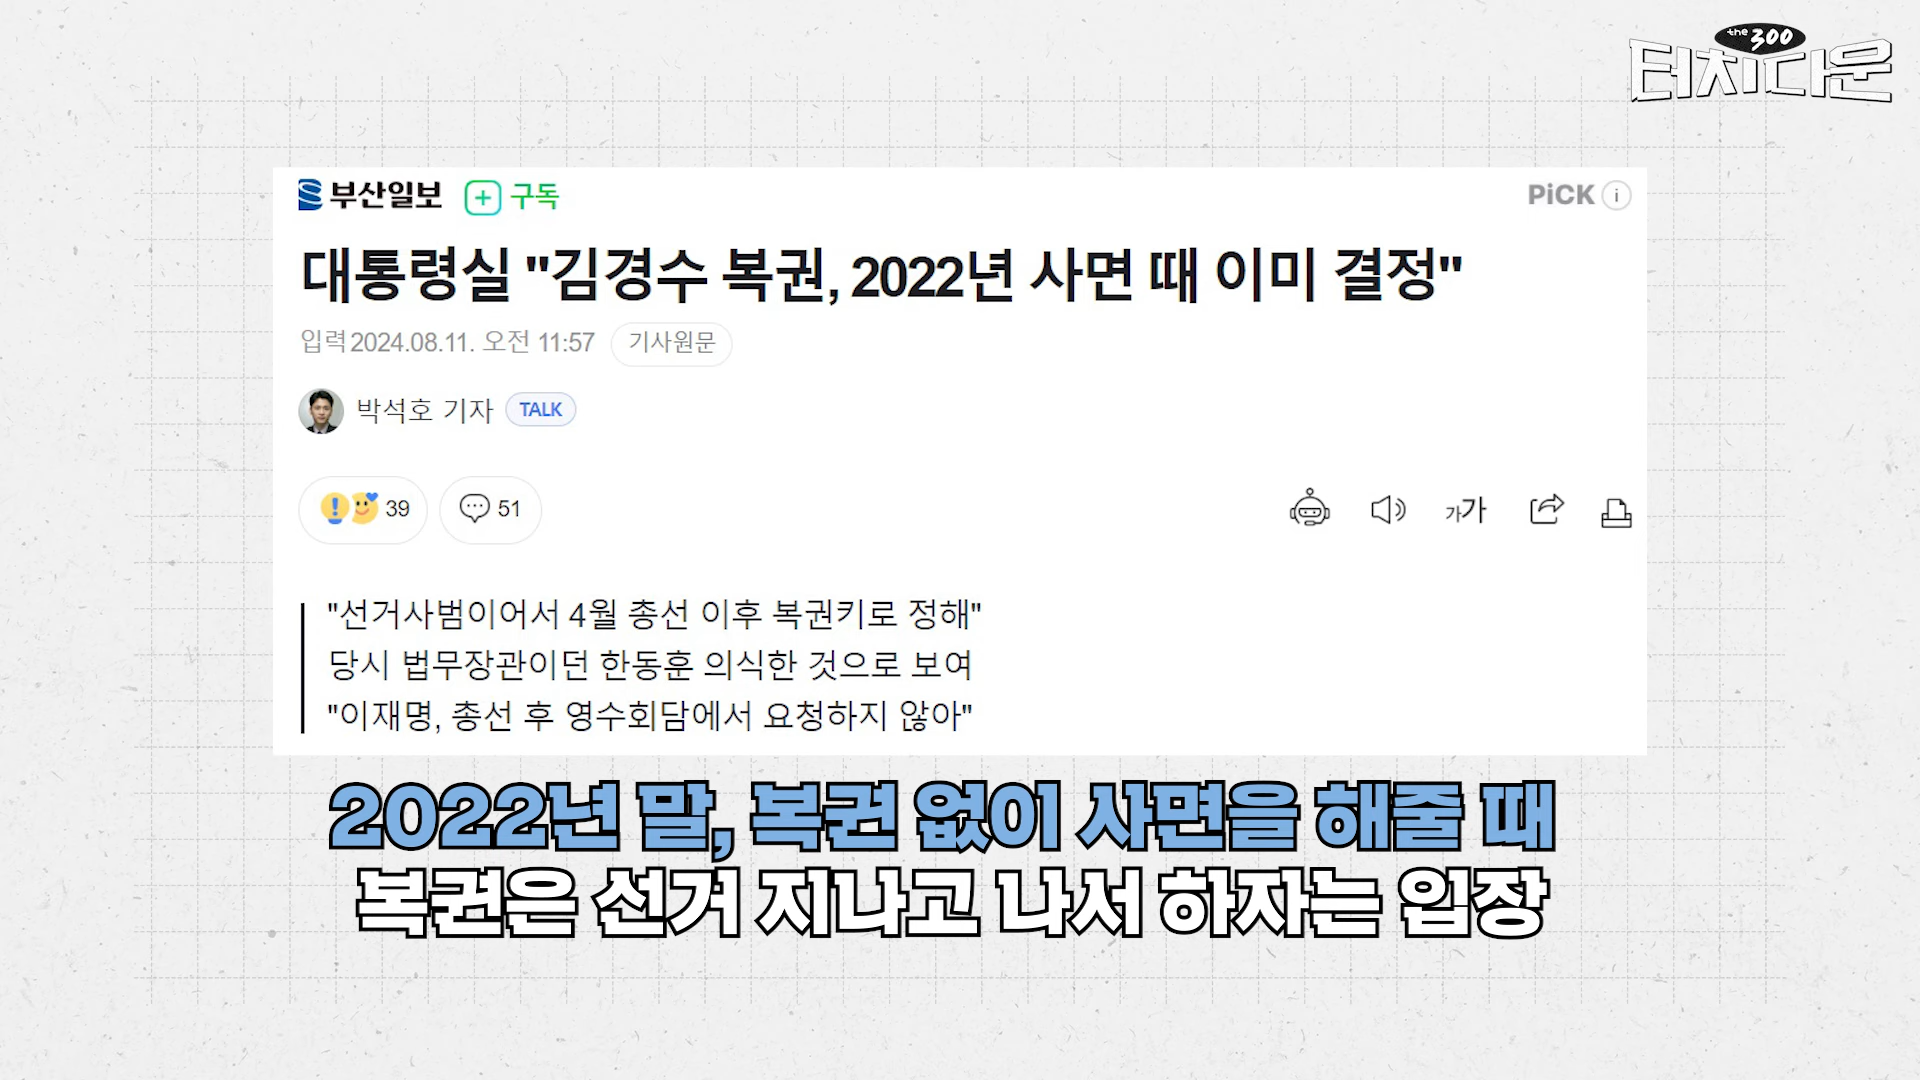 the 300
터치다운
부산일보 구독
PiCK
대통령실 "김경수 복권, 2022년 사면 때 이미 결정"
입력 2024.08.11. 오전 11:57 기사원문
박석호 기자 TALK
39 51
가가
"선거사범이어서 4월 총선 이후 복권키로 정해"
당시 법무장관이던 한동훈 의식한 것으로 보여
"이재명, 총선 후 영수회담에서 요청하지 않아"
2022년 말, 복권 없이 사면을 해줄 때
복권은 선거 지나고 나서 하자는 입장